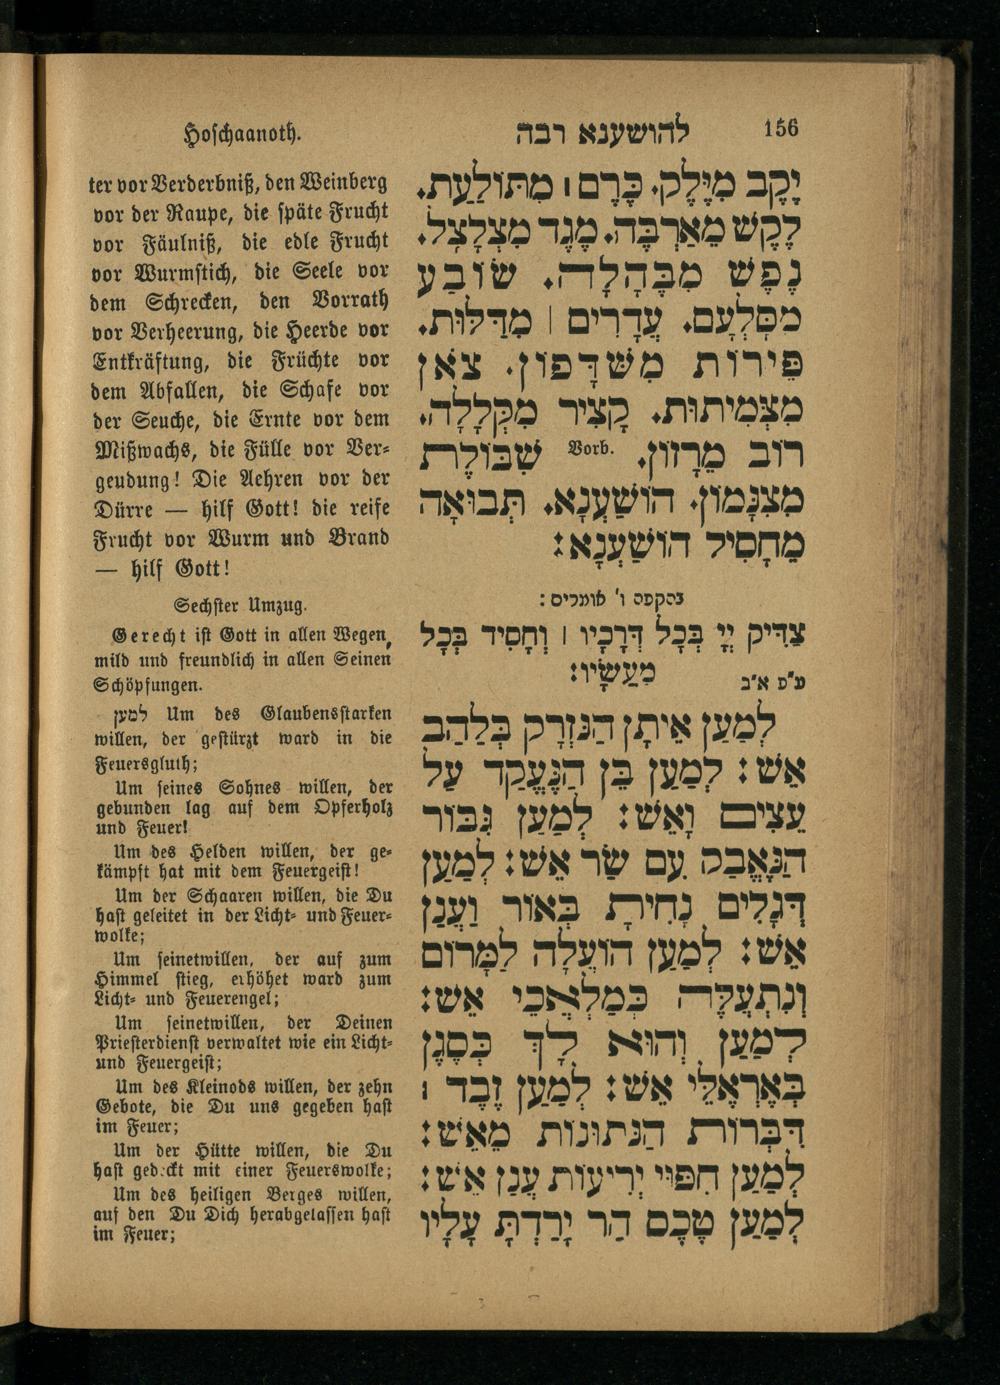 Hoschaanoth.
להושענא רבה
156
ter vor Verderbniß, den Weinberg
vor der Raupe, die späte Frucht
vor Fäulniß, die edle Frucht
vor Wurmstich, die Seele vor
dem Schrecken, den Vorrath
vor Verheerung, die Heerde vor
Entkräftung, die Früchte vor
dem Abfallen, die Schafe vor
der Seuche, die Ernte vor dem
Mißwachs, die Fülle vor Ver-
geudung! Die Aehren vor der
Dürre — hilf Gott! die reife
Frucht vor Wurm und Brand
— hilf Gott!
Sechster Umzug.
Gerecht ist Gott in allen Wegen,
mild und freundlich in allen Seinen
Schöpfungen.
למען Um des Glaubensstarken
willen, der gestürzt ward in die
Feuersgluth;
Um seines Sohnes willen, der
gebunden lag auf dem Opferholz
und Feuer!
Um des Helden willen, der ge-
kämpft hat mit dem Feuergeist!
Um der Schaaren willen, die Du
hast geleitet in der Licht- und Feuer-
wolke;
Um seinetwillen, der auf zum
Himmel stieg, erhöhet ward zum
Licht- und Feuerengel;
Um seinetwillen, der Deinen
Priesterdienst verwaltet wie ein Licht-
und Feuergeist;
Um des Kleinods willen, der zehn
Gebote, die Du uns gegeben hast
im Feuer;
Um der Hütte willen, die Du
hast gedeckt mit einer Feuerswolke;
Um des heiligen Berges willen,
auf den Du Dich herabgelassen hast
im Feuer;
יֶקֶב מִיֶּלֶק. כֶּרֶם ׀ מִתּוֹלַעַת.
לֶקֶשׁ מֵאַרְבֶּה. מֶגֶד מִצְּלָצַל.
נֶפֶשׁ מִבֶּהָלָה. שׂוֹבַע
מִסָּלְעָם. עֲדָרִים ׀ מִדַּלּוּת.
פֵּירוֹת מִשִּׁדָּפוֹן. צֹאן
מִצְּמִיתוּת. קָצִיר מִקְּלָלָה.
רוֹב מֵרָזוֹן. Vorb. שִׁבּוֹלֶת
מִצִּנָּמוֹן. הוֹשַׁעְנָא. תְּבוּאָה
מֵחָסִיל הוֹשַׁעְנָא:
בהקפה ו' אומרים:
צַדִּיק יְיָ בְּכָל דְּרָכָיו ׀ וְחָסִיד בְּכָל
מַעֲשָׂיו:
ע"פ א"ב
לְמַעַן אֵיתָן הַנִּזְרָק בְּלַהַב
אֵשׁ: לְמַעַן בֵּן הַנֶּעֱקַד עַל
עֵצִים וָאֵשׁ: לְמַעַן גִּבּוֹר
הַנֶּאֱבַק עִם שַׂר אֵשׁ: לְמַעַן
דְּגָלִים נָחִיתָ בְּאוֹר וַעֲנַן
אֵשׁ: לְמַעַן הוֹעֲלָה לַמָּרוֹם
וְנִתְעַלָּה כְּמַלְאֲכֵי אֵשׁ:
לְמַעַן וְהוּא לָךְ כְּסֶגֶן
בְּאֶרְאֶלֵּי אֵשׁ: לְמַעַן זֶבֶד ׀
דִּבְּרוֹת הַנְּתוּנוֹת מֵאֵשׁ:
לְמַעַן חִפּוּי יְרִיעוֹת עֲנַן אֵשׁ:
לְמַעַן טֶכֶס הַר יָרַדְתָּ עָלָיו